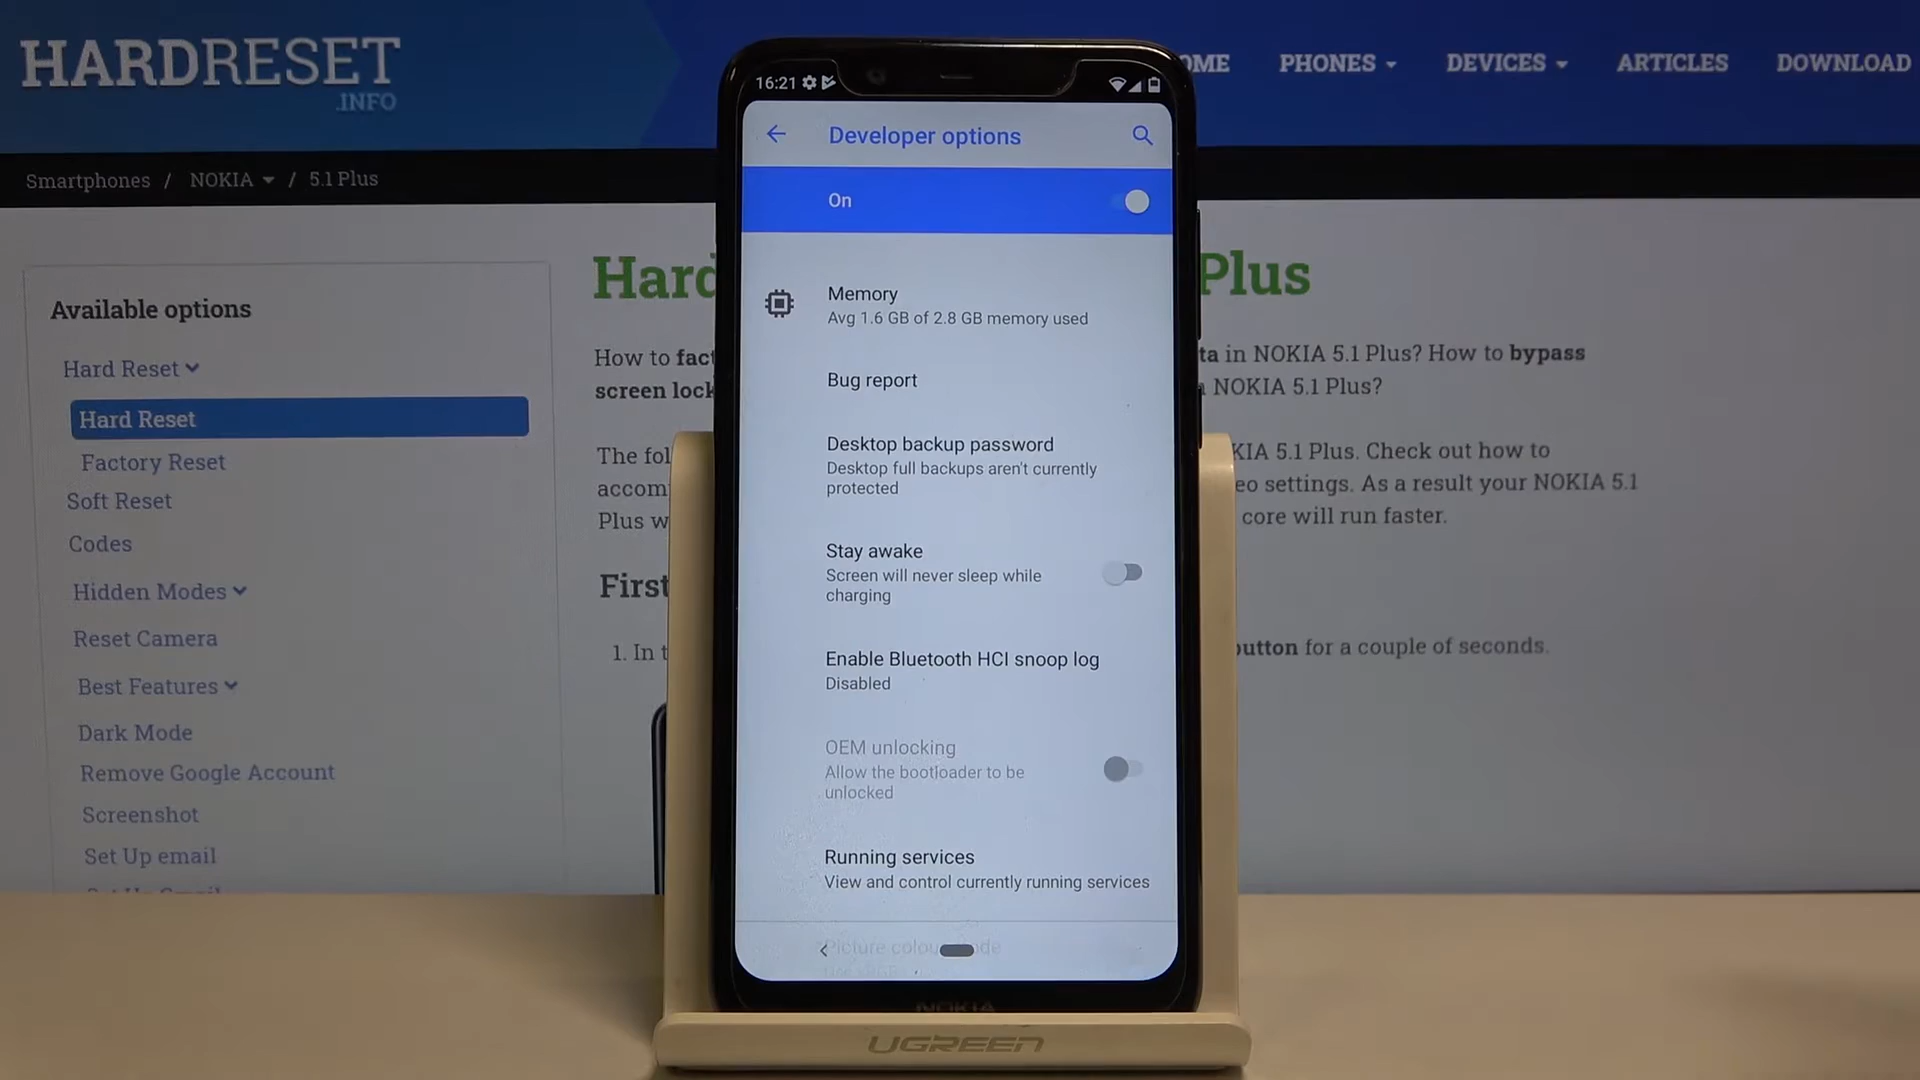 HARDRESET
.INFO
OME PHONES DEVICES ARTICLES DOWNLOAD
Smartphones / NOKIA / 5.1 Plus
Available options
Hard Reset
Hard Reset
Factory Reset
Soft Reset
Codes
Hidden Modes
Reset Camera
Best Features
Dark Mode
Remove Google Account
Screenshot
Set Up email
Hard Plus
How to fact ta in NOKIA 5.1 Plus? How to bypass
screen lock NOKIA 5.1 Plus?
The fol KIA 5.1 Plus. Check out how to
accom eo settings. As a result your NOKIA 5.1
Plus w core will run faster.
First
1. In t button for a couple of seconds.
16:21
Developer options
On
Memory
Avg 1.6 GB of 2.8 GB memory used
Bug report
Desktop backup password
Desktop full backups aren't currently
protected
Stay awake
Screen will never sleep while
charging
Enable Bluetooth HCI snoop log
Disabled
OEM unlocking
Allow the bootloader to be
unlocked
Running services
View and control currently running services
Picture colou de
NOKIA
UGREEN